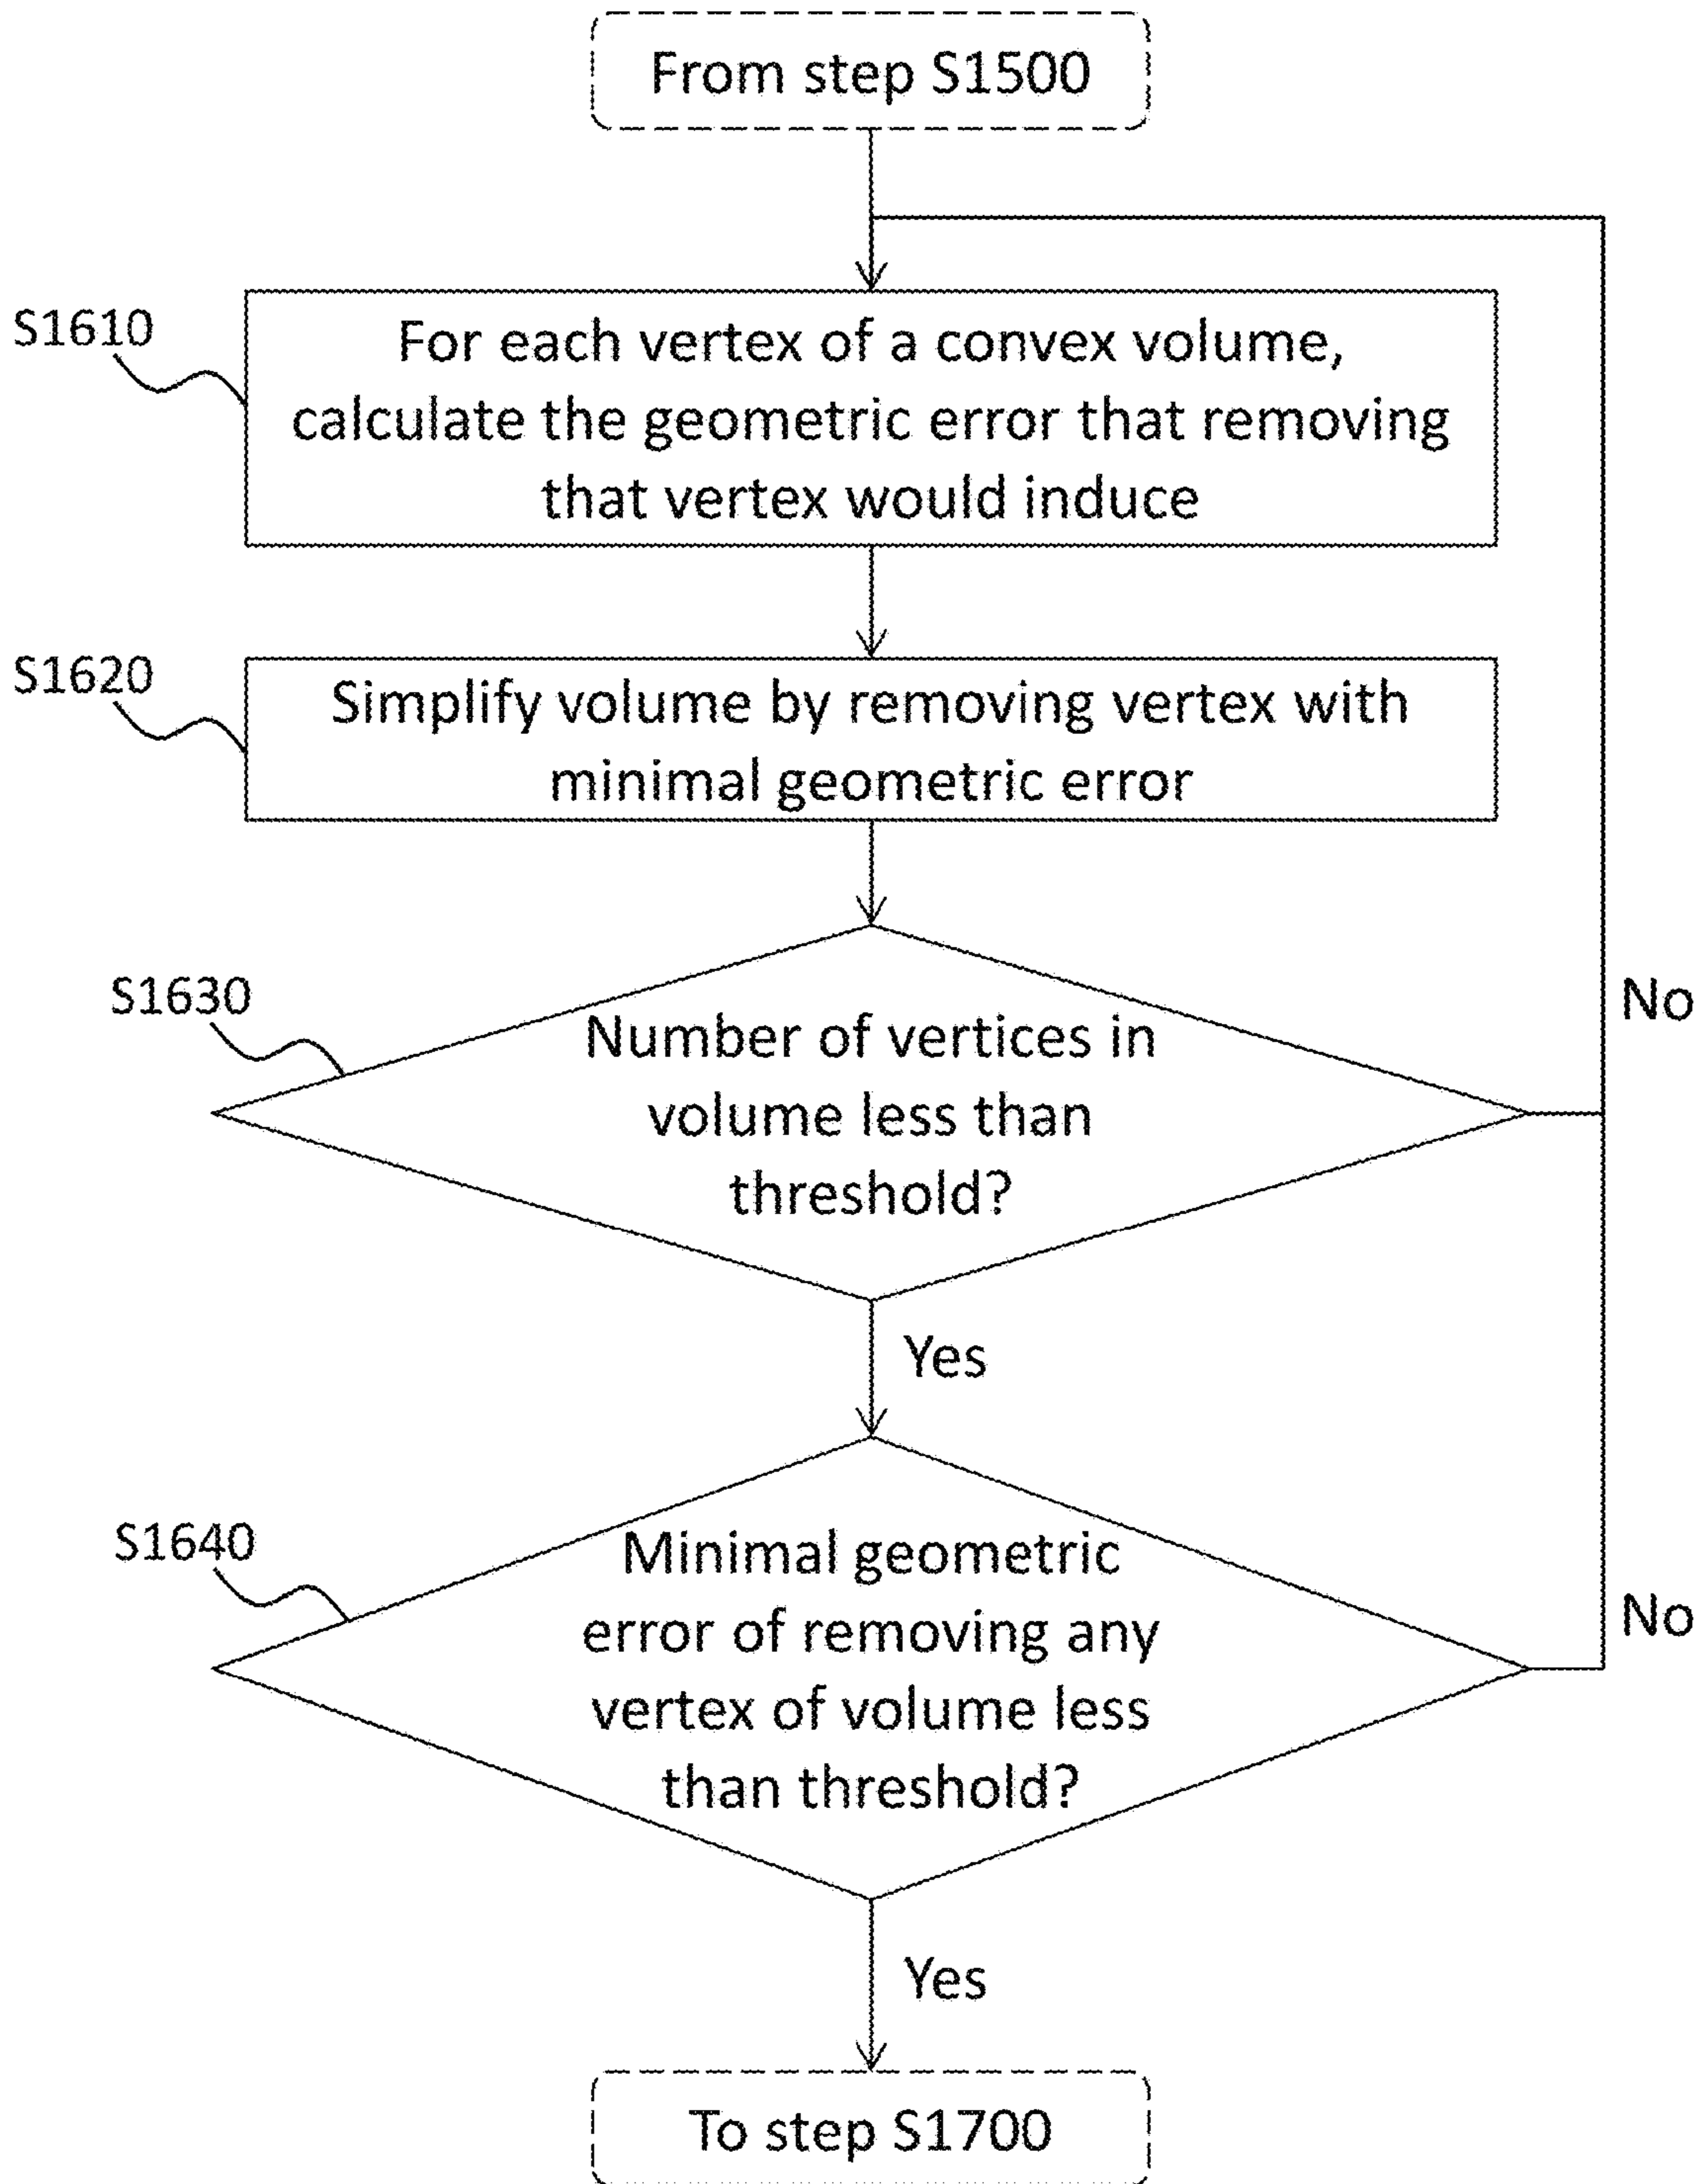 From step S1500
S1610
For each vertex of a convex volume,
calculate the geometric error that removing
that vertex would induce
S1620
Simplify volume by removing vertex with
minimal geometric error
S1630
Number of vertices in
volume less than
threshold?
No
Yes
S1640
Minimal geometric
error of removing any
vertex of volume less
than threshold?
No
Yes
To step S1700